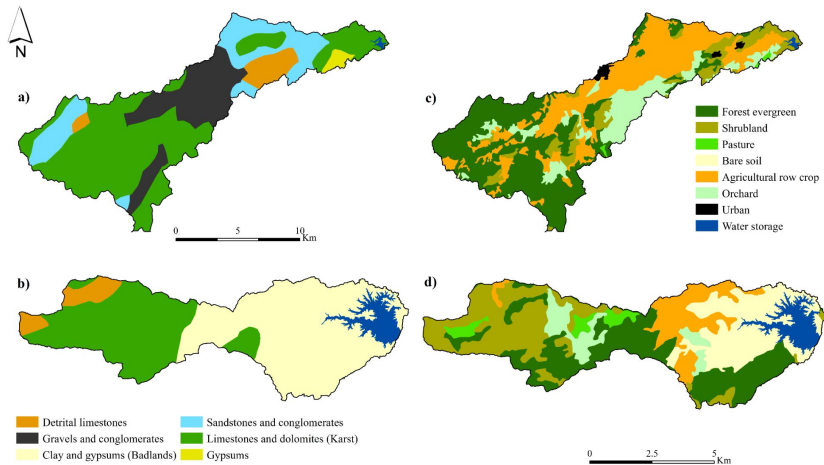 N
a)
c)
Forest evergreen
Shrubland
Pasture
Bare soil
Agricultural row crop
Orchard
Urban
Water storage
0 5 10
Km
b)
d)
Detrital limestones
Sandstones and conglomerates
Gravels and conglomerates
Limestones and dolomites (Karst)
Clay and gypsums (Badlands)
Gypsums
0 2.5 5
Km